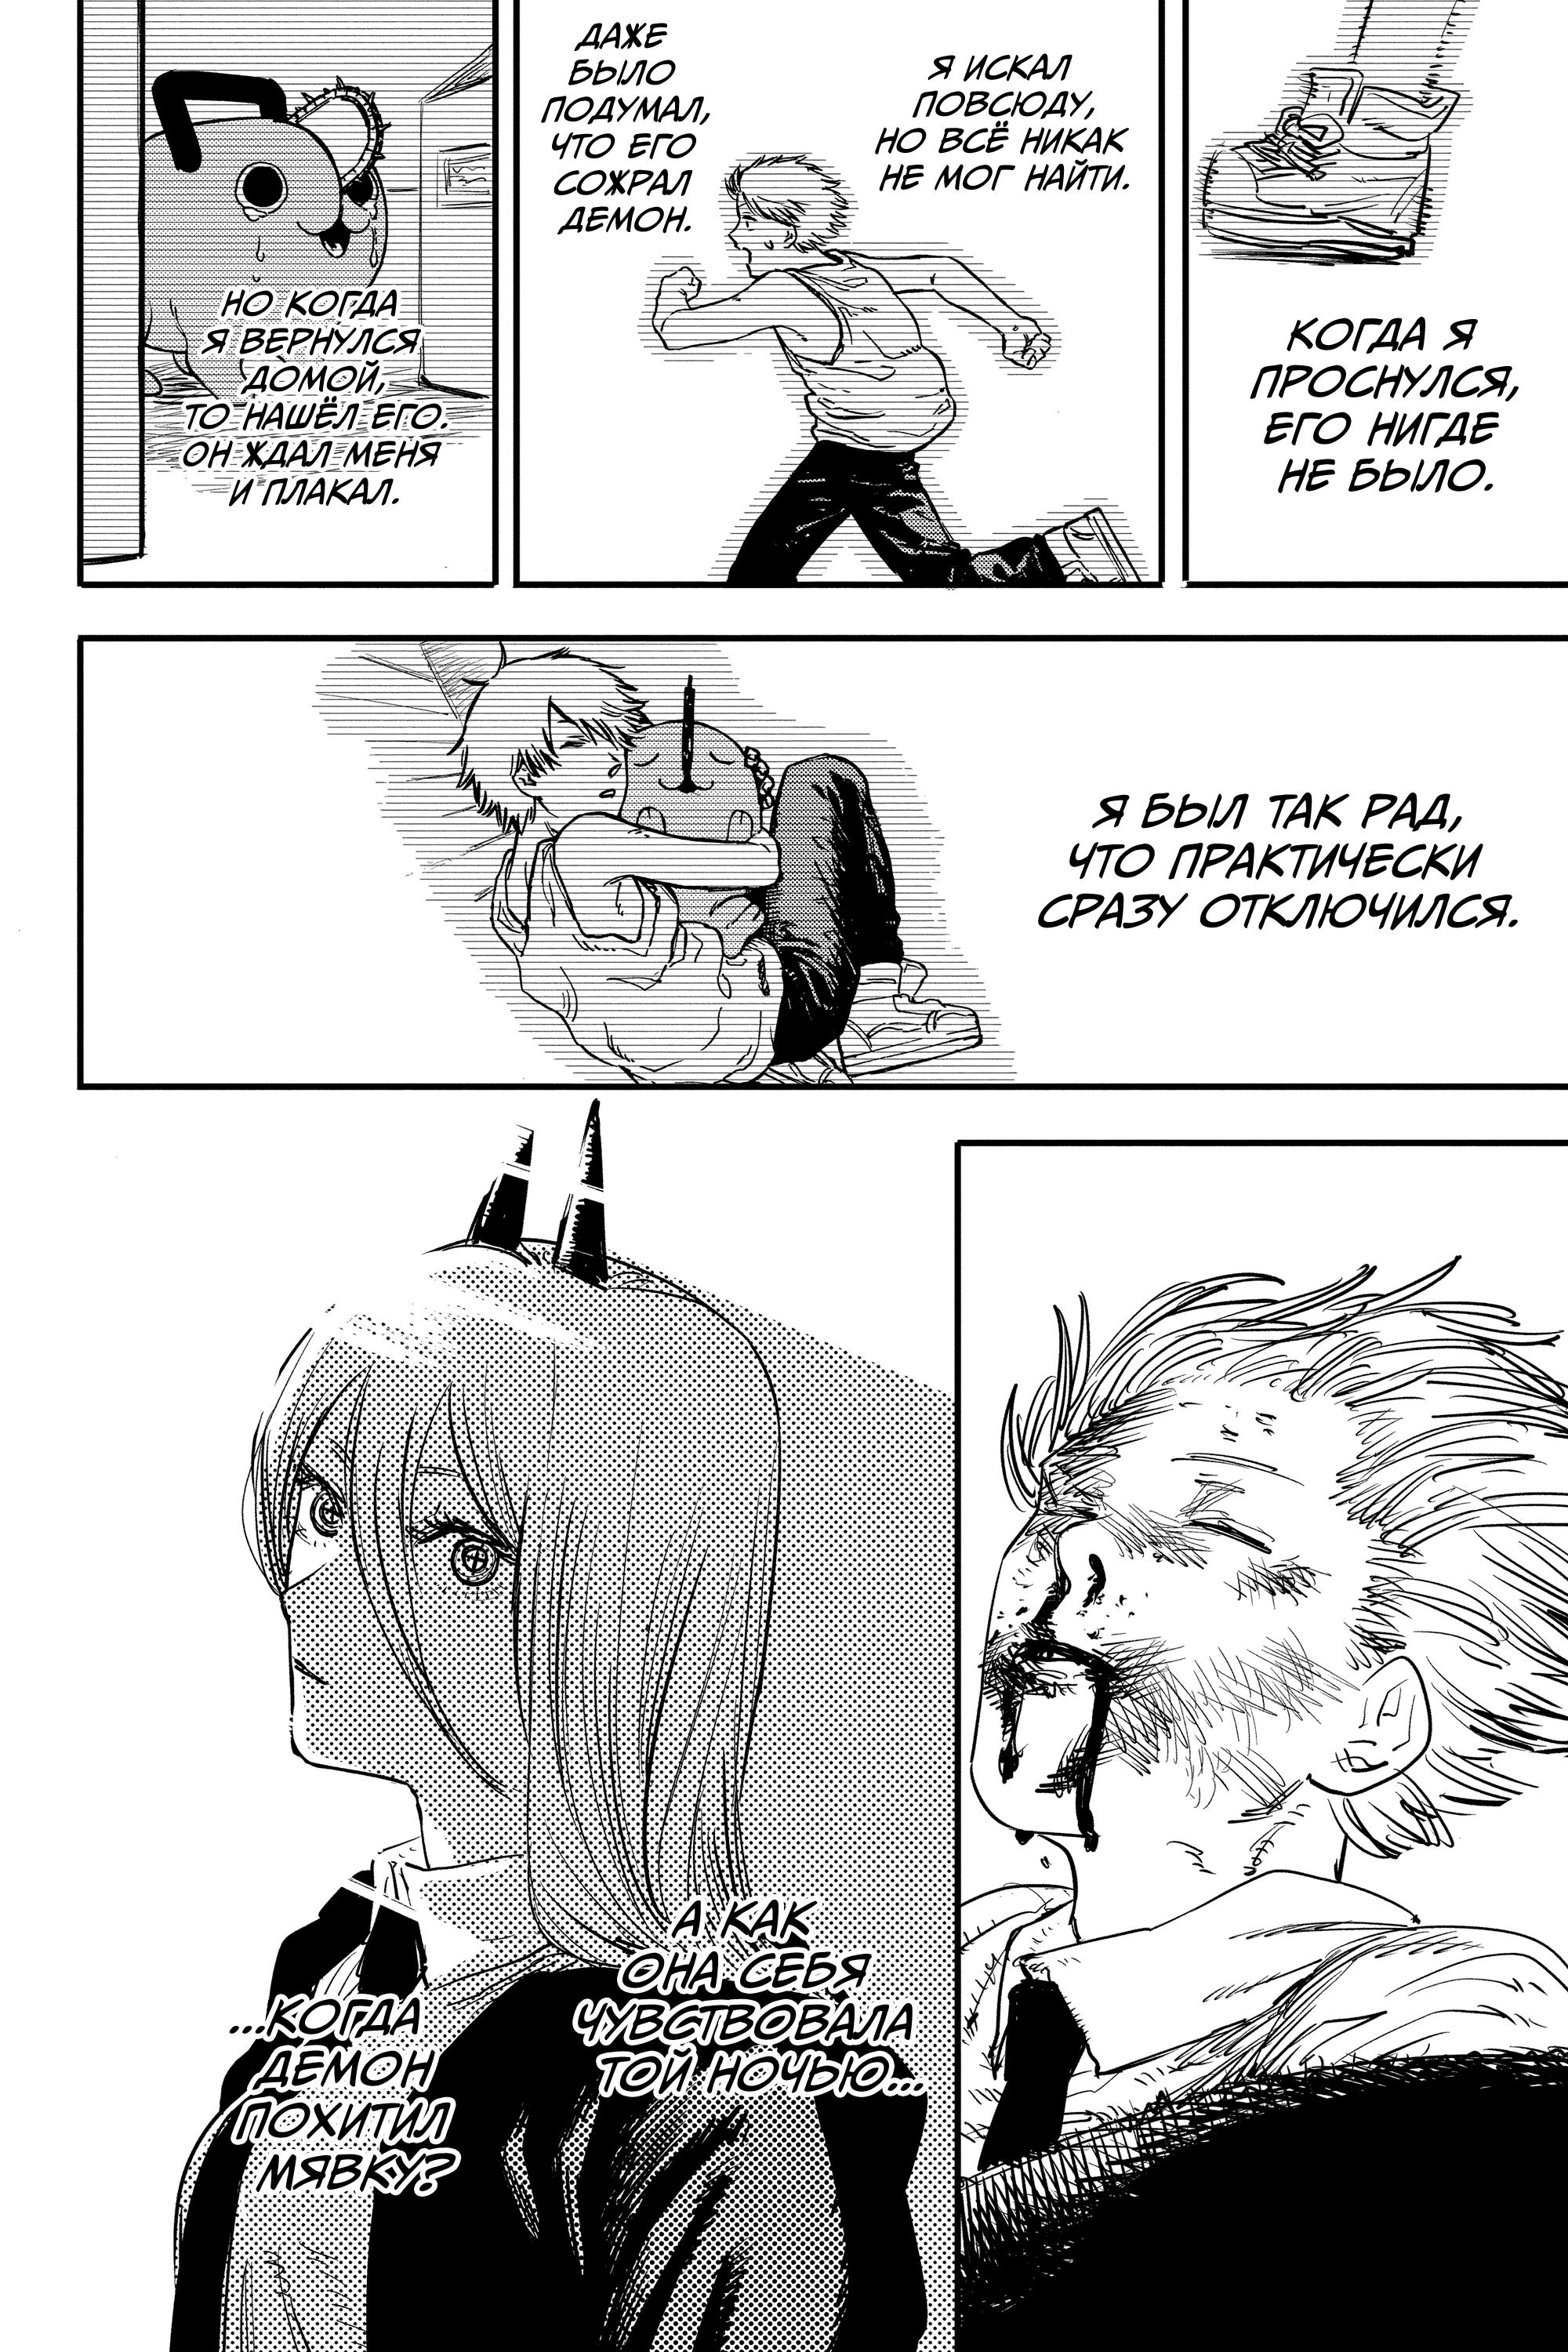 КОГДА Я
ПРОСНУЛСЯ,
ЕГО НИГДЕ
НЕ БЫЛО.
Я ИСКАЛ
ПОВСЮДУ,
НО ВСЁ НИКАК
НЕ МОГ НАЙТИ.
ДАЖЕ
БЫЛО
ПОДУМАЛ,
ЧТО ЕГО
СОЖРАЛ
ДЕМОН.
НО КОГДА
Я ВЕРНУЛСЯ
ДОМОЙ,
ТО НАШЁЛ ЕГО.
ОН ЖДАЛ МЕНЯ
И ПЛАКАЛ.
Я БЫЛ ТАК РАД,
ЧТО ПРАКТИЧЕСКИ
СРАЗУ ОТКЛЮЧИЛСЯ.
А КАК
ОНА СЕБЯ
ЧУВСТВОВАЛА
ТОЙ НОЧЬЮ...
...КОГДА
ДЕМОН
ПОХИТИЛ
МЯВКУ?